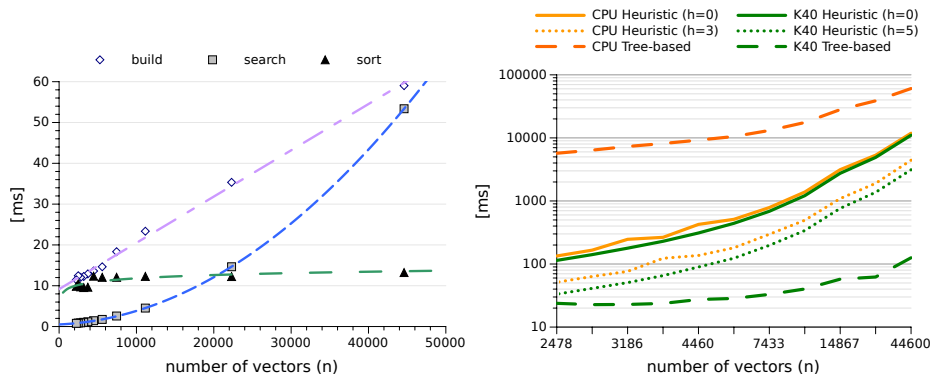 build search sort
60
50
40
30
20
10
0
[ms]
0 10000 20000 30000 40000 50000
number of vectors (n)
CPU Heuristic (h=0) K40 Heuristic (h=0)
CPU Heuristic (h=3) K40 Heuristic (h=5)
CPU Tree-based K40 Tree-based
100000
10000
1000
100
10
[ms]
2478 3186 4460 7433 14867 44600
number of vectors (n)